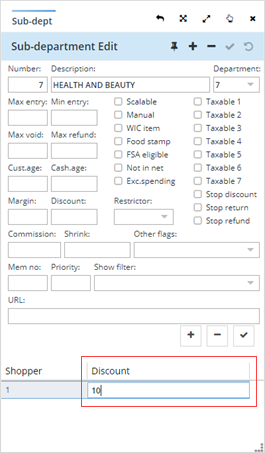 Sub-dept
Sub-department Edit
Number: Description: Department:
7 HEALTH AND BEAUTY 7
Max entry: Min entry: Scalable Taxable 1
Manual Taxable 2
Max void: Max refund: WIC item Taxable 3
Food stamp Taxable 4
FSA eligible Taxable 5
Cust.age: Cash.age: Not in net Taxable 6
Exc.spending Taxable 7
Margin: Discount: Restrictor: Stop discount
Stop return
Stop refund
Commission: Shrink: Other flags:
Mem no: Priority: Show filter:
URL:
Shopper Discount
1 10